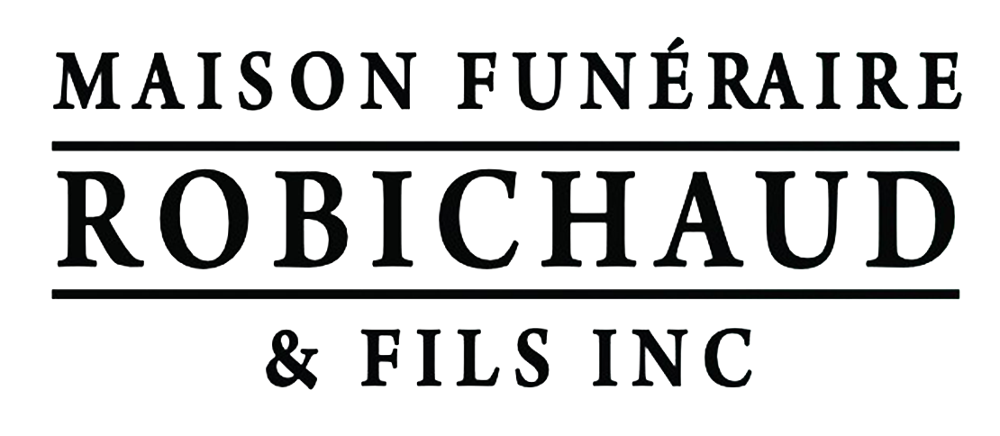 MAISON FUNÉRAIRE
ROBICHAUD
& FILS INC